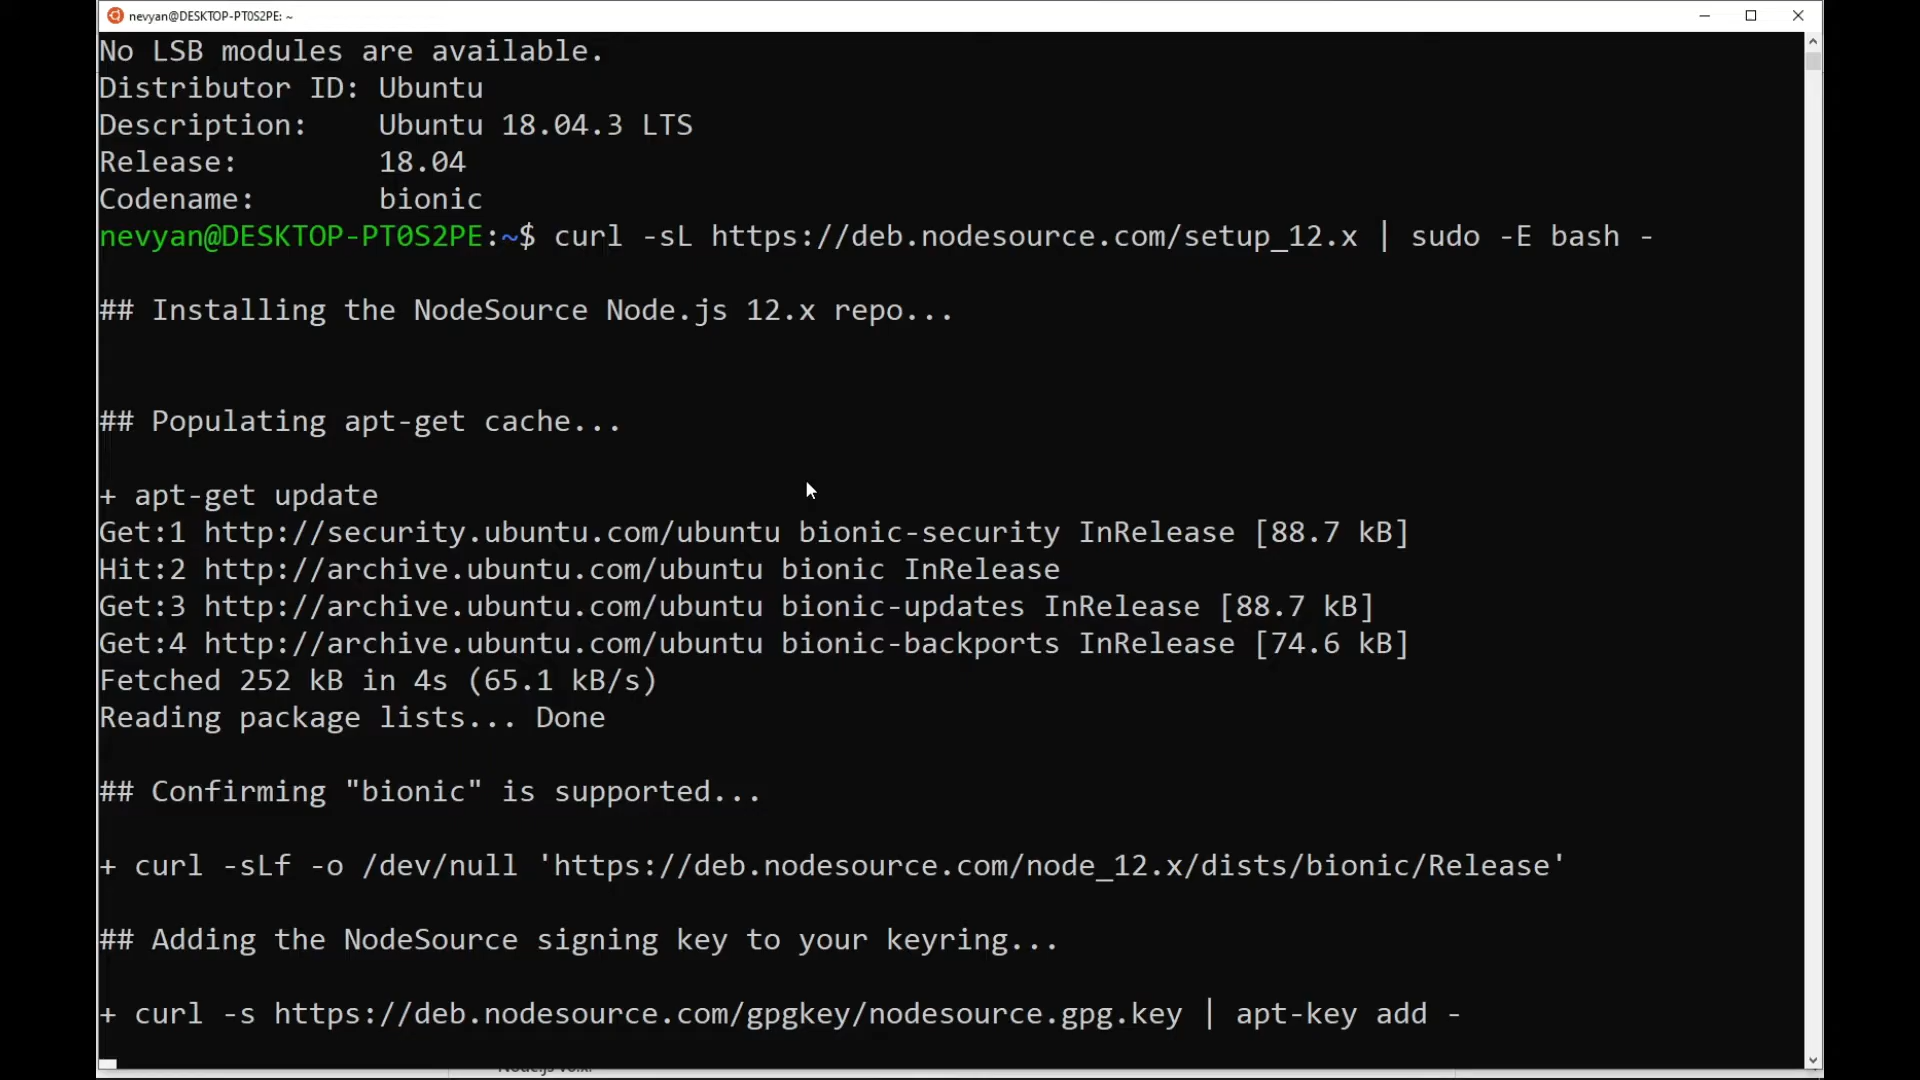 nevyan@DESKTOP-PT0S2PE: ~
No LSB modules are available.
Distributor ID: Ubuntu
Description:    Ubuntu 18.04.3 LTS
Release:        18.04
Codename:       bionic
nevyan@DESKTOP-PT0S2PE:~$ curl -sL https://deb.nodesource.com/setup_12.x | sudo -E bash -
## Installing the NodeSource Node.js 12.x repo...
## Populating apt-get cache...
+ apt-get update
Get:1 http://security.ubuntu.com/ubuntu bionic-security InRelease [88.7 kB]
Hit:2 http://archive.ubuntu.com/ubuntu bionic InRelease
Get:3 http://archive.ubuntu.com/ubuntu bionic-updates InRelease [88.7 kB]
Get:4 http://archive.ubuntu.com/ubuntu bionic-backports InRelease [74.6 kB]
Fetched 252 kB in 4s (65.1 kB/s)
Reading package lists... Done
## Confirming "bionic" is supported...
+ curl -sLf -o /dev/null 'https://deb.nodesource.com/node_12.x/dists/bionic/Release'
## Adding the NodeSource signing key to your keyring...
+ curl -s https://deb.nodesource.com/gpgkey/nodesource.gpg.key | apt-key add -